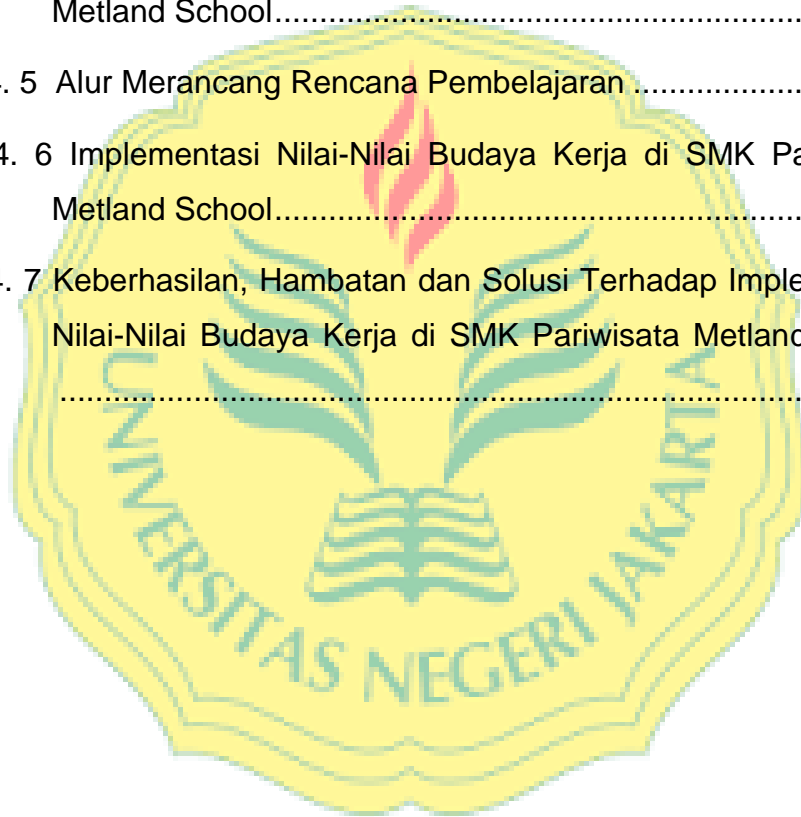 Metland School.......................................................................
. 5 Alur Merancang Rencana Pembelajaran ......................
4. 6 Implementasi Nilai-Nilai Budaya Kerja di SMK Pa
Metland School.......................................................................
. 7 Keberhasilan, Hambatan dan Solusi Terhadap Imple
Nilai-Nilai Budaya Kerja di SMK Pariwisata Metland
....................................................................................................
UNIVERSITAS NEGERI JAKARTA